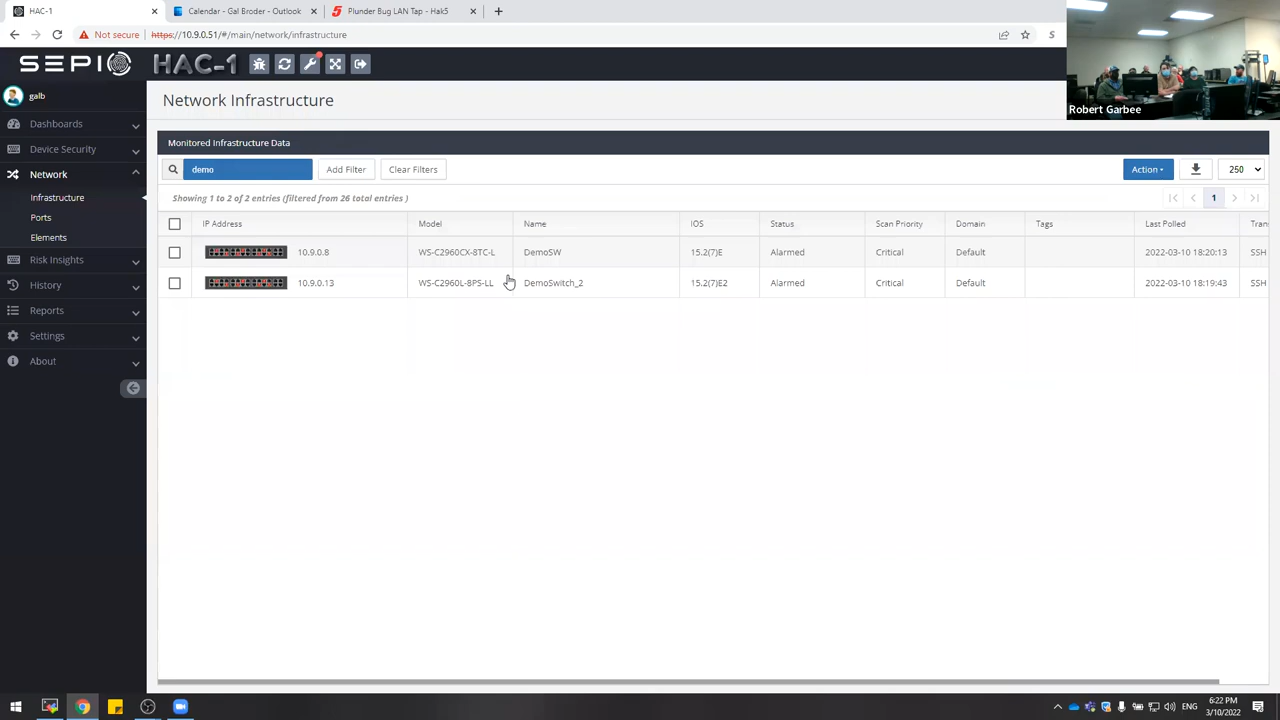 HAC-1
Calendar - Gal Broder - Outlook
Plunder Bug LAN Tap - Hak5
Not secure
https://10.9.0.51/#/main/network/infrastructure
S
SEPIO
HAC-1
galb
Dashboards
Device Security
Network
Infrastructure
Ports
Elements
Risk Insights
History
Reports
Settings
About
Network Infrastructure
Monitored Infrastructure Data
demo
Add Filter
Clear Filters
Action
250
Showing 1 to 2 of 2 entries (filtered from 26 total entries )
1
IP Address Model Name IOS Status Scan Priority Domain Tags Last Polled Tran
10.9.0.8 WS-C2960CX-8TC-L DemoSW 15.2(7)E Alarmed Critical Default 2022-03-10 18:20:13 SSH
10.9.0.13 WS-C2960L-8PS-LL DemoSwitch_2 15.2(7)E2 Alarmed Critical Default 2022-03-10 18:19:43 SSH
Robert Garbee
ENG
6:22 PM
3/10/2022